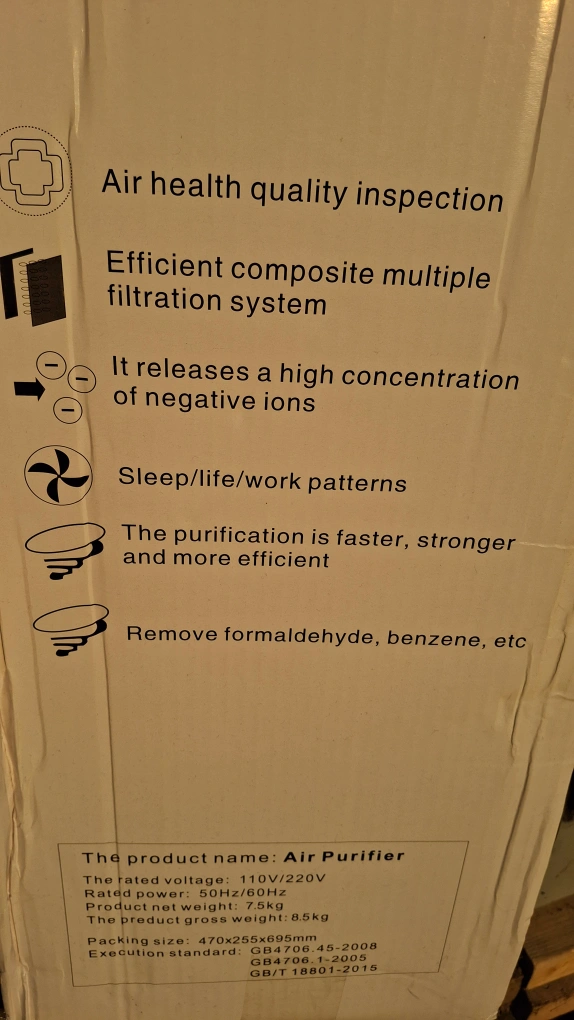 Air health quality inspection
Efficient composite multiple
filtration system
It releases a high concentration
of negative ions
Sleep/life/work patterns
The purification is faster, stronger
and more efficient
Remove formaldehyde, benzene, etc
The product name: Air Purifier
The rated voltage: 110V/220V
Rated power: 50Hz/60Hz
Product net weight: 7.5kg
The preduct gross weight: 8.5kg
Packing size: 470x255x695mm
Execution standard: GB4706.45-2008
GB4706.1-2005
GB/T 18801-2015